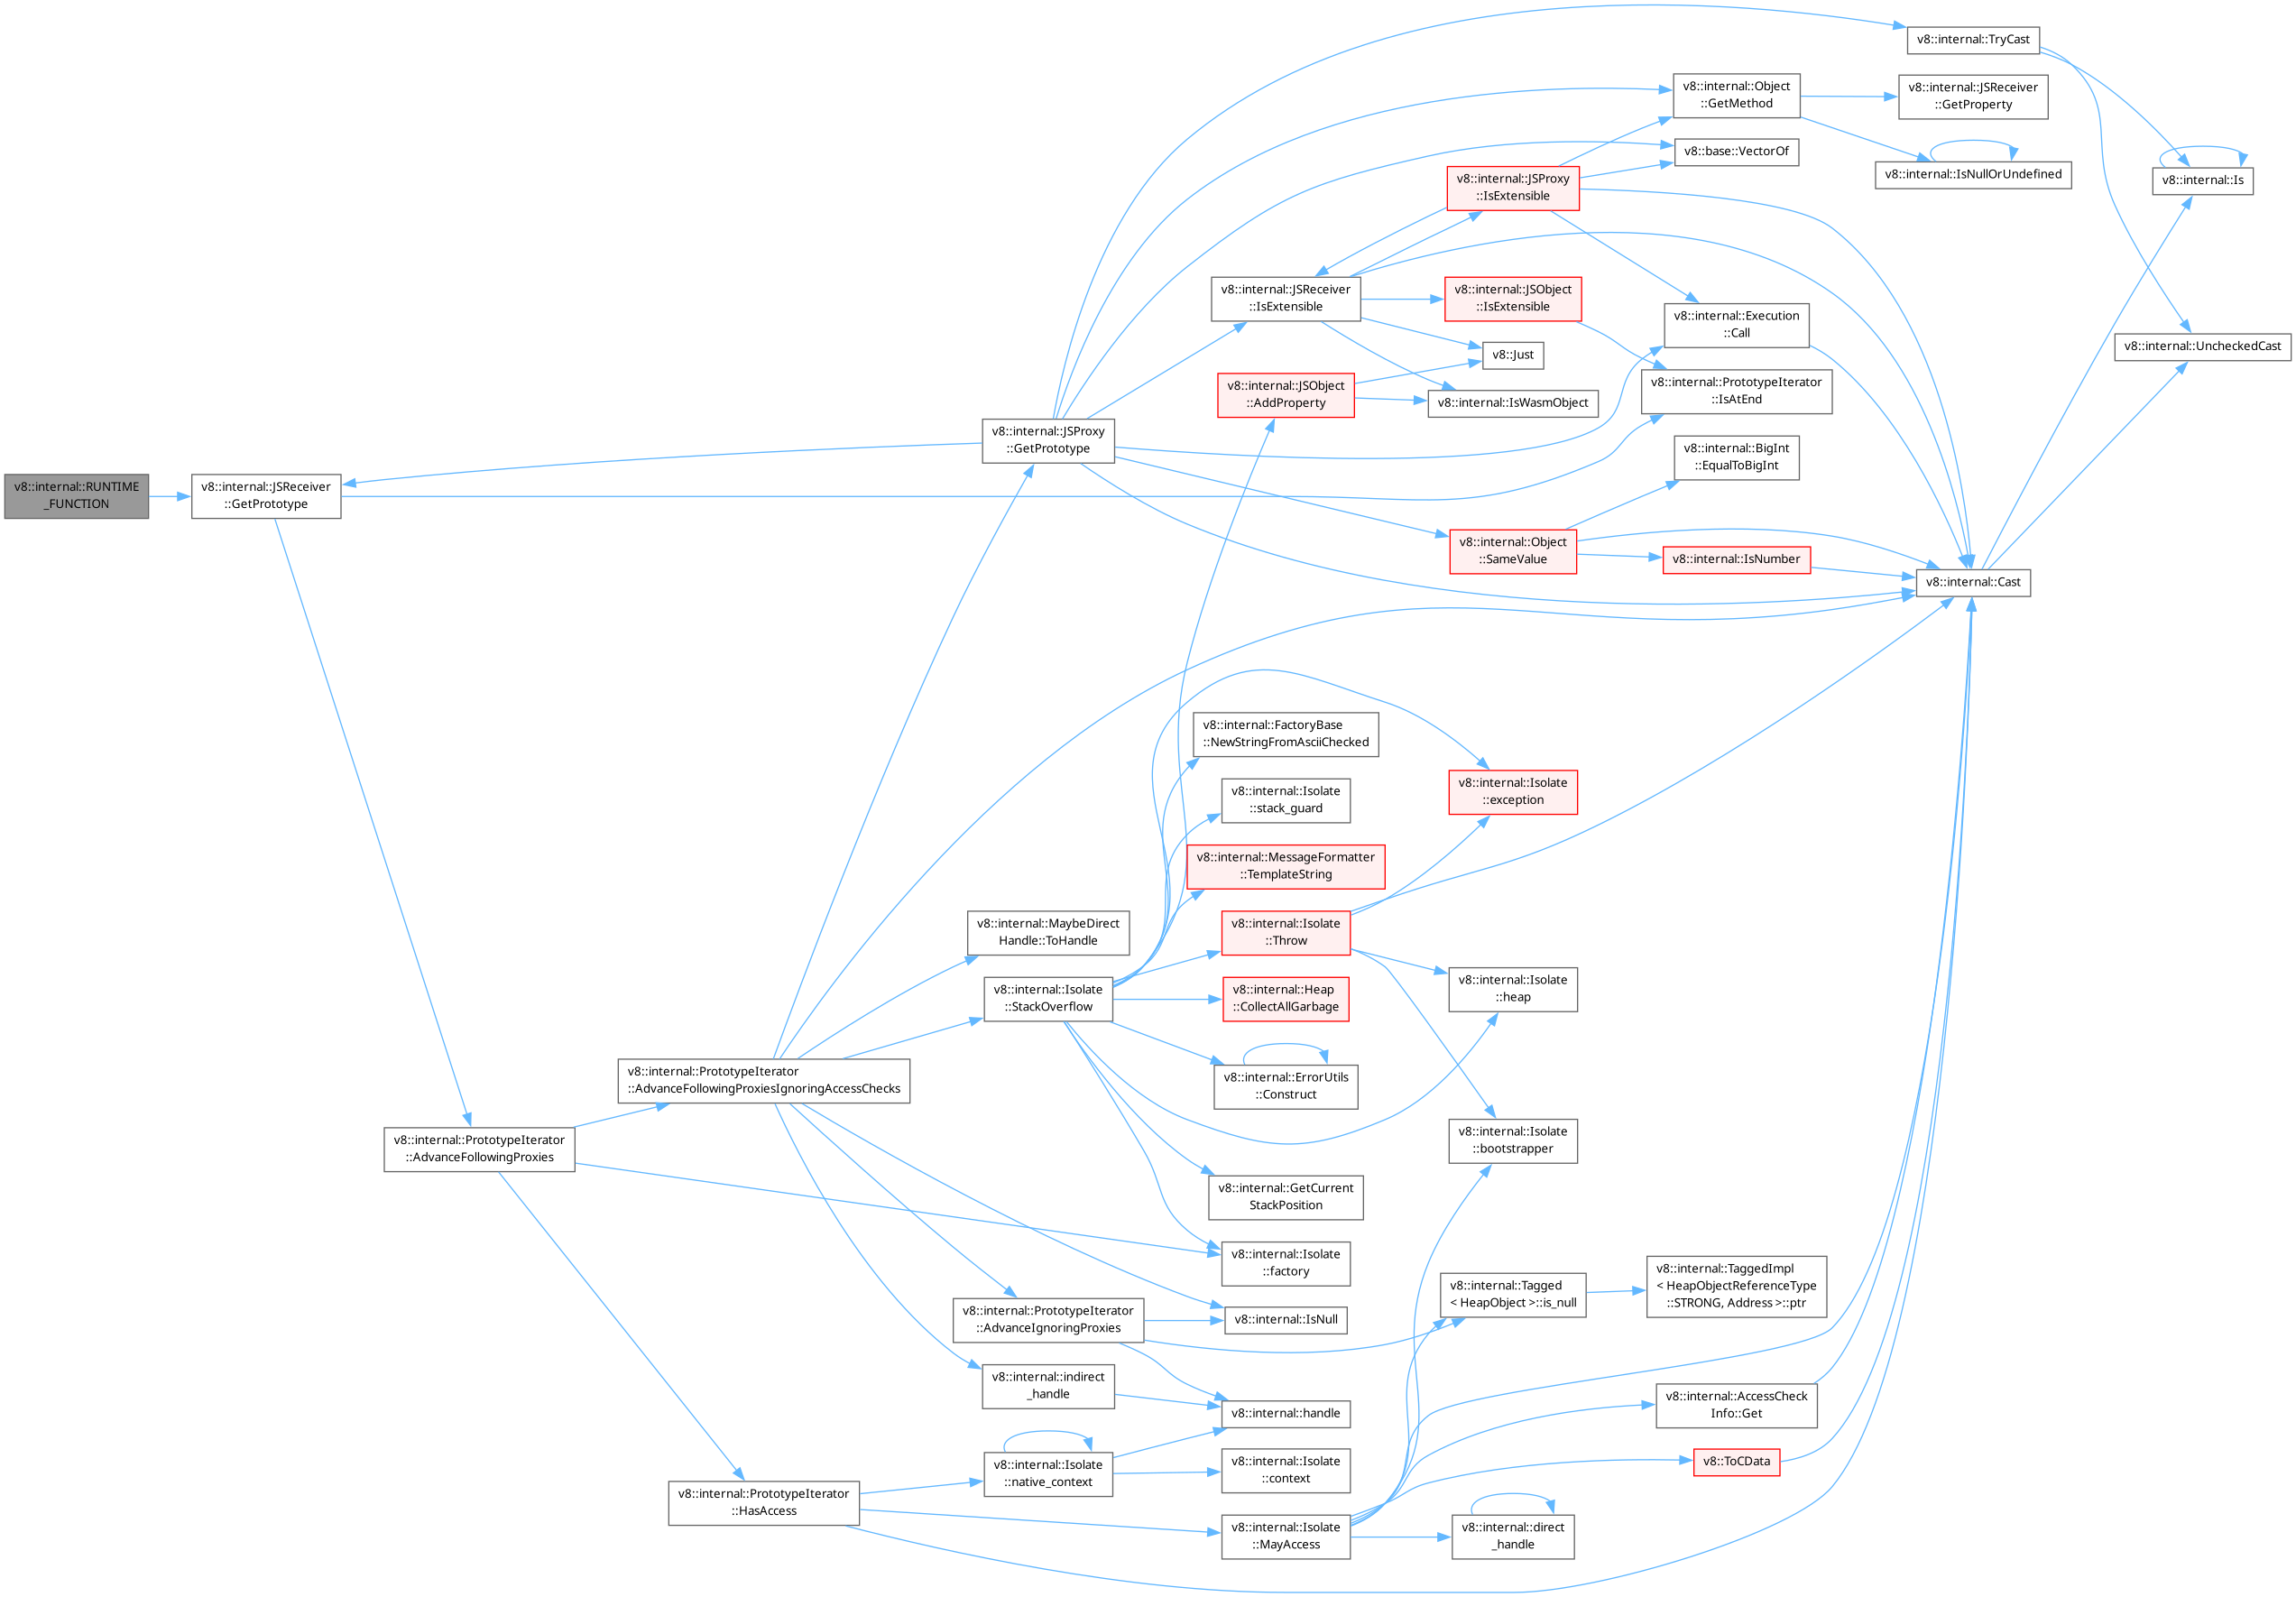 v8::internal::RUNTIME
_FUNCTION
v8::internal::JSReceiver
::GetPrototype
v8::internal::PrototypeIterator
::AdvanceFollowingProxies
v8::internal::PrototypeIterator
::AdvanceFollowingProxiesIgnoringAccessChecks
v8::internal::PrototypeIterator
::HasAccess
v8::internal::JSProxy
::GetPrototype
v8::internal::MaybeDirect
Handle::ToHandle
v8::internal::Isolate
::StackOverflow
v8::internal::PrototypeIterator
::AdvanceIgnoringProxies
v8::internal::indirect
_handle
v8::internal::Isolate
::native_context
v8::internal::JSReceiver
::IsExtensible
v8::internal::JSObject
::AddProperty
v8::internal::FactoryBase
::NewStringFromAsciiChecked
v8::internal::Isolate
::stack_guard
v8::internal::MessageFormatter
::TemplateString
v8::internal::Isolate
::Throw
v8::internal::Heap
::CollectAllGarbage
v8::internal::ErrorUtils
::Construct
v8::internal::GetCurrent
StackPosition
v8::internal::Isolate
::factory
v8::internal::IsNull
v8::internal::handle
v8::internal::Isolate
::context
v8::internal::Isolate
::MayAccess
v8::internal::JSProxy
::IsExtensible
v8::internal::JSObject
::IsExtensible
v8::Just
v8::internal::IsWasmObject
v8::internal::Object
::SameValue
v8::internal::Isolate
::exception
v8::internal::Isolate
::heap
v8::internal::Isolate
::bootstrapper
v8::internal::Tagged
< HeapObject >::is_null
v8::internal::direct
_handle
v8::internal::Object
::GetMethod
v8::base::VectorOf
v8::internal::Execution
::Call
v8::internal::PrototypeIterator
::IsAtEnd
v8::internal::BigInt
::EqualToBigInt
v8::internal::IsNumber
v8::internal::TaggedImpl
< HeapObjectReferenceType
::STRONG, Address >::ptr
v8::internal::AccessCheck
Info::Get
v8::ToCData
v8::internal::TryCast
v8::internal::JSReceiver
::GetProperty
v8::internal::IsNullOrUndefined
v8::internal::Cast
v8::internal::Is
v8::internal::UncheckedCast